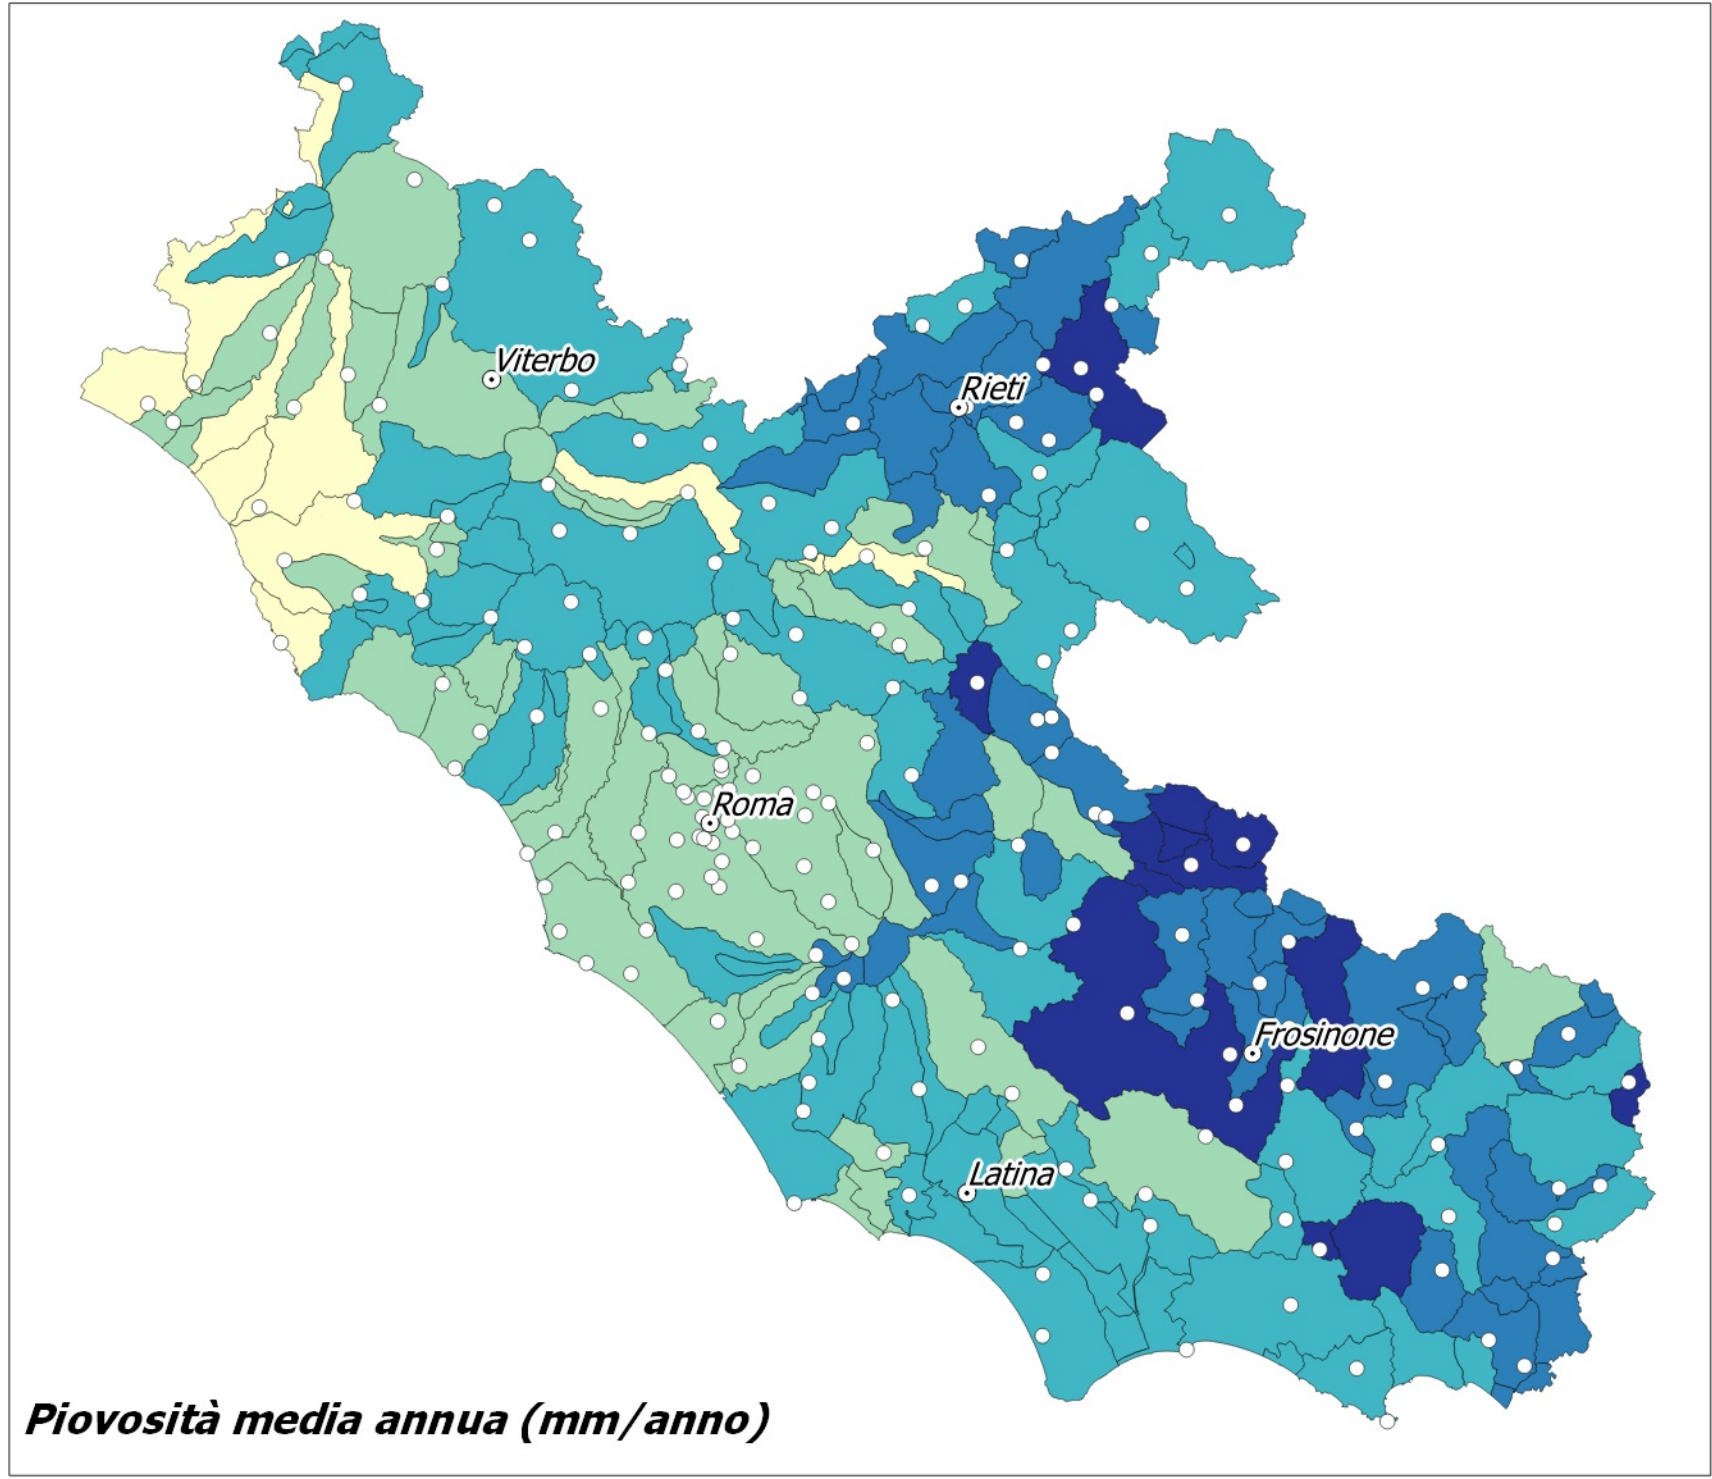 Viterbo
Rieti
Roma
Frosinone
Latina
Piovosità media annua (mm/anno)